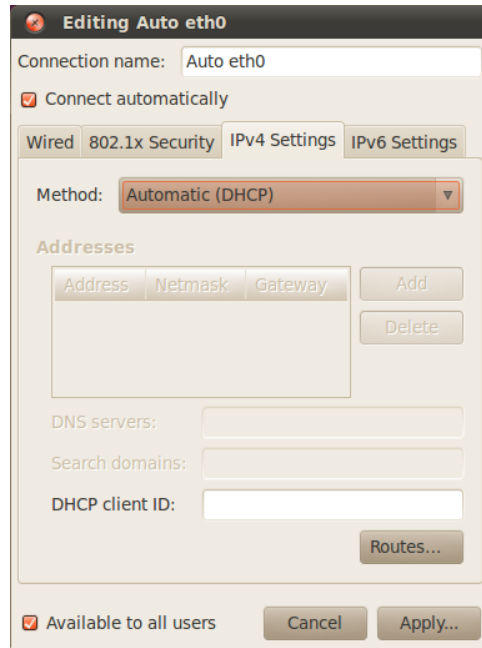 Editing Auto eth0
Connection name: Auto eth0
Connect automatically
Wired 802.1x Security IPv4 Settings IPv6 Settings
Method: Automatic (DHCP)
Addresses
Address Netmask Gateway Add
Delete
DNS servers:
Search domains:
DHCP client ID:
Routes...
Available to all users Cancel Apply...